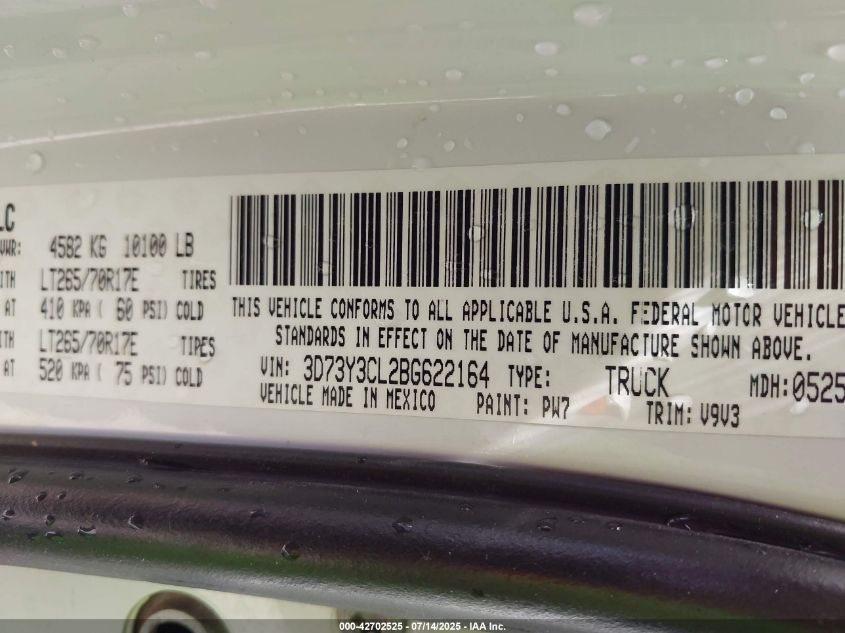 LC
VWR: 4582 KG 10100 LB
ITH LT265/70R17E TIRES
AT 410 KPA ( 60 PSI) COLD
ITH LT265/70R17E TIRES
AT 520 KPA ( 75 PSI) COLD
THIS VEHICLE CONFORMS TO ALL APPLICABLE U.S.A. FEDERAL MOTOR VEHICLE
STANDARDS IN EFFECT ON THE DATE OF MANUFACTURE SHOWN ABOVE.
VIN: 3D73Y3CL2BG622164 TYPE: TRUCK MDH: 0525
VEHICLE MADE IN MEXICO PAINT: PW7 TRIM: V9V3
000-42702525 - 07/14/2025 - IAA Inc.